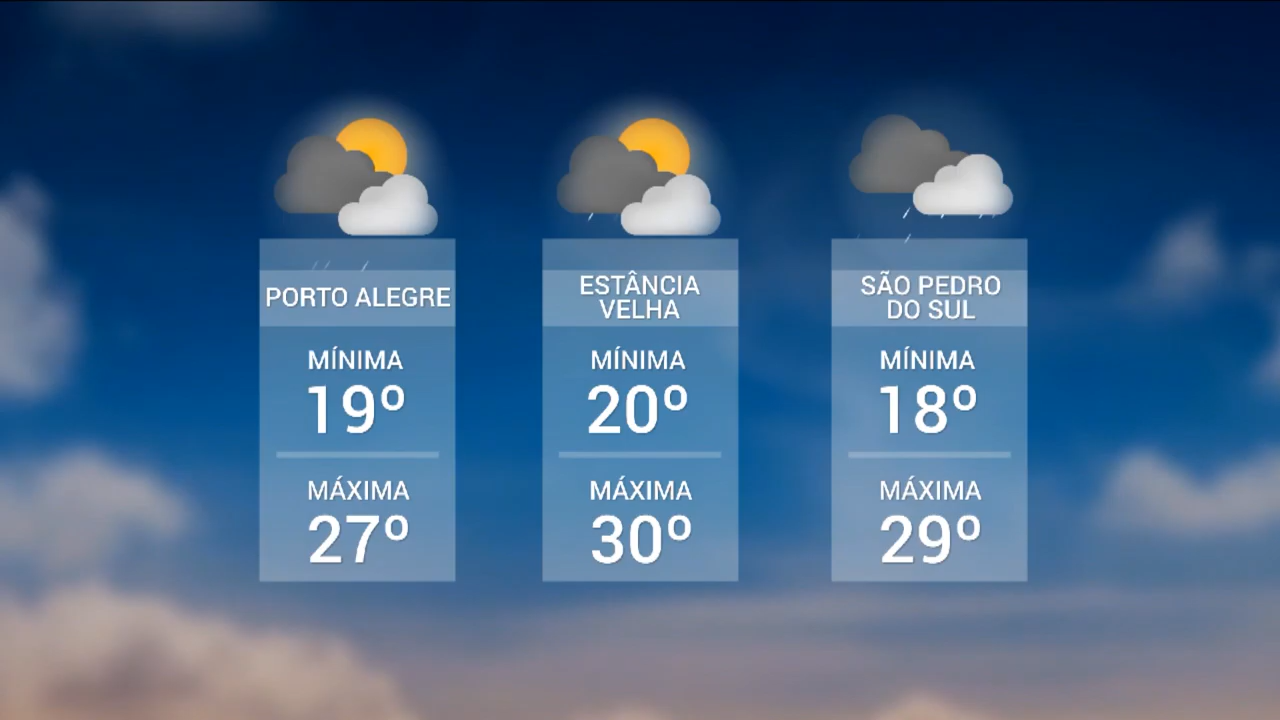 PORTO ALEGRE
MÍNIMA
19º
MÁXIMA
27º
ESTÂNCIA
VELHA
MÍNIMA
20º
MÁXIMA
30º
SÃO PEDRO
DO SUL
MÍNIMA
18º
MÁXIMA
29º